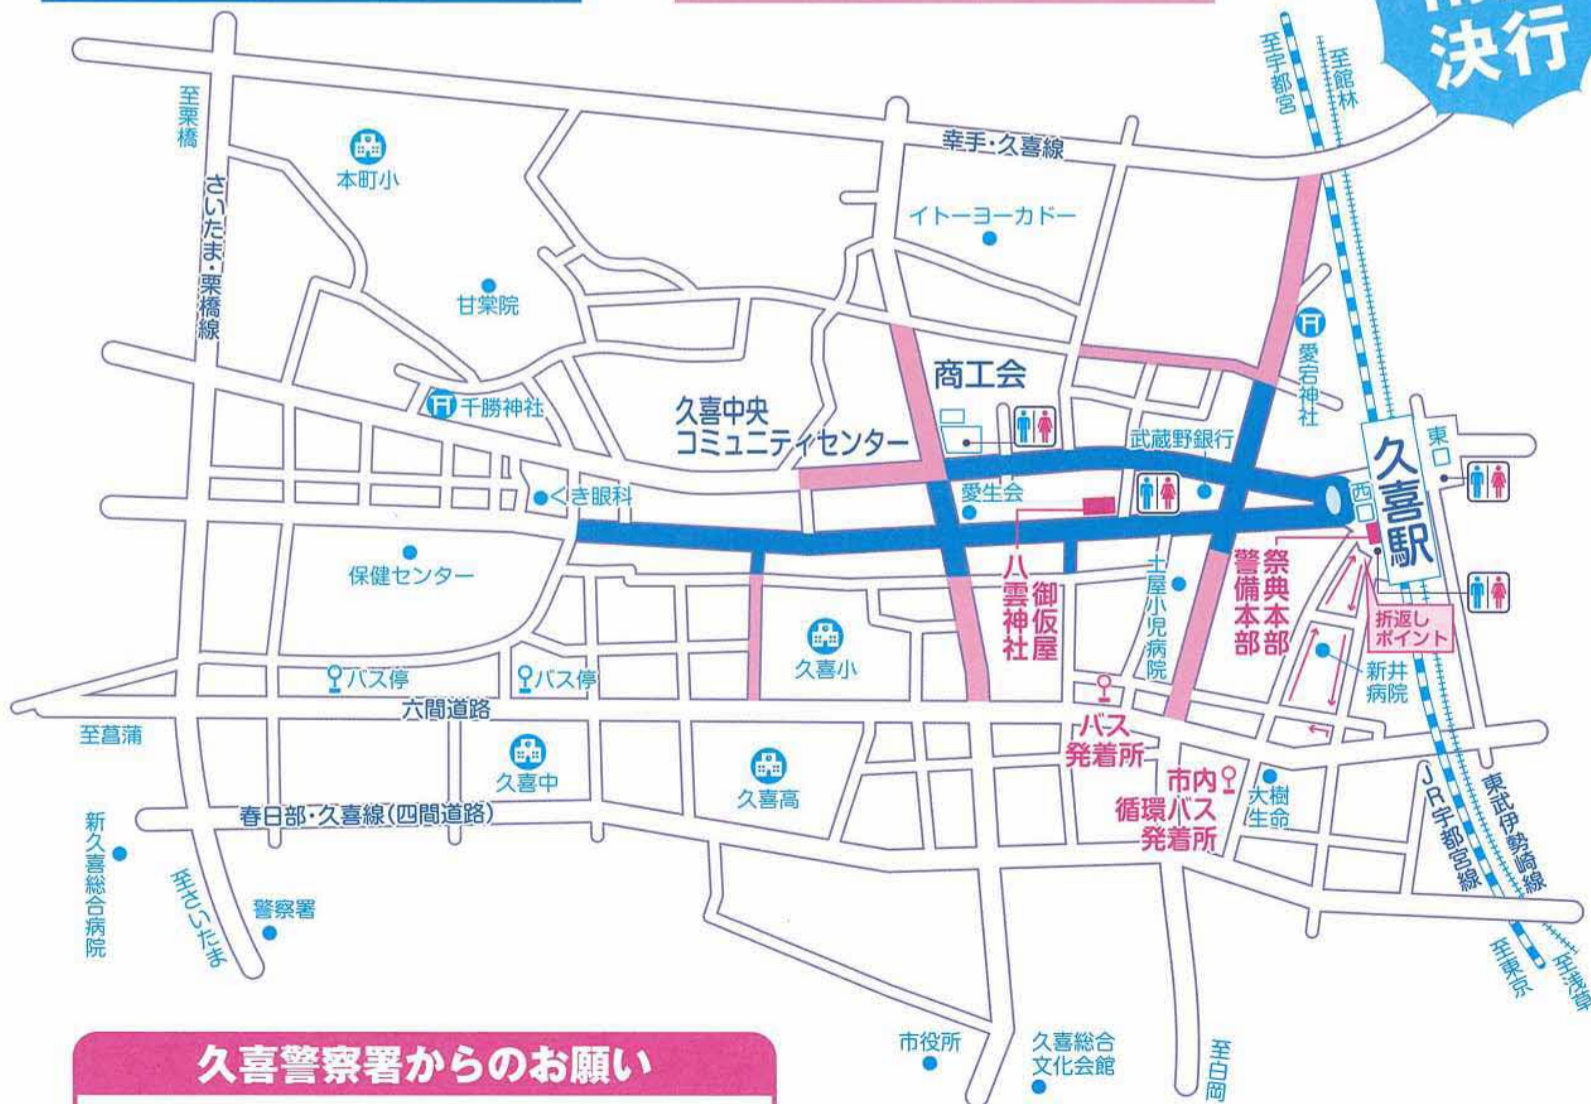 決行
至宇都宮
至館林
至栗橋
本町小
幸手・久喜線
さいたま・栗橋線
イトーヨーカドー
甘棠院
愛宕神社
商工会
千勝神社
久喜中央
コミュニティセンター
武蔵野銀行
東口
久喜駅
西口
くき眼科
愛生会
保健センター
八雲神社
御仮屋
土屋小児病院
警備本部
祭典本部
折返し
ポイント
久喜小
新井
病院
バス停
バス停
六間道路
至菖蒲
バス
発着所
久喜中
久喜高
市内
循環バス
発着所
大樹
生命
春日部・久喜線(四間道路)
JR宇都宮線
東武伊勢崎線
新久喜総合病院
至さいたま
警察署
至東京
至浅草
久喜警察署からのお願い
市役所
久喜総合
文化会館
至白岡